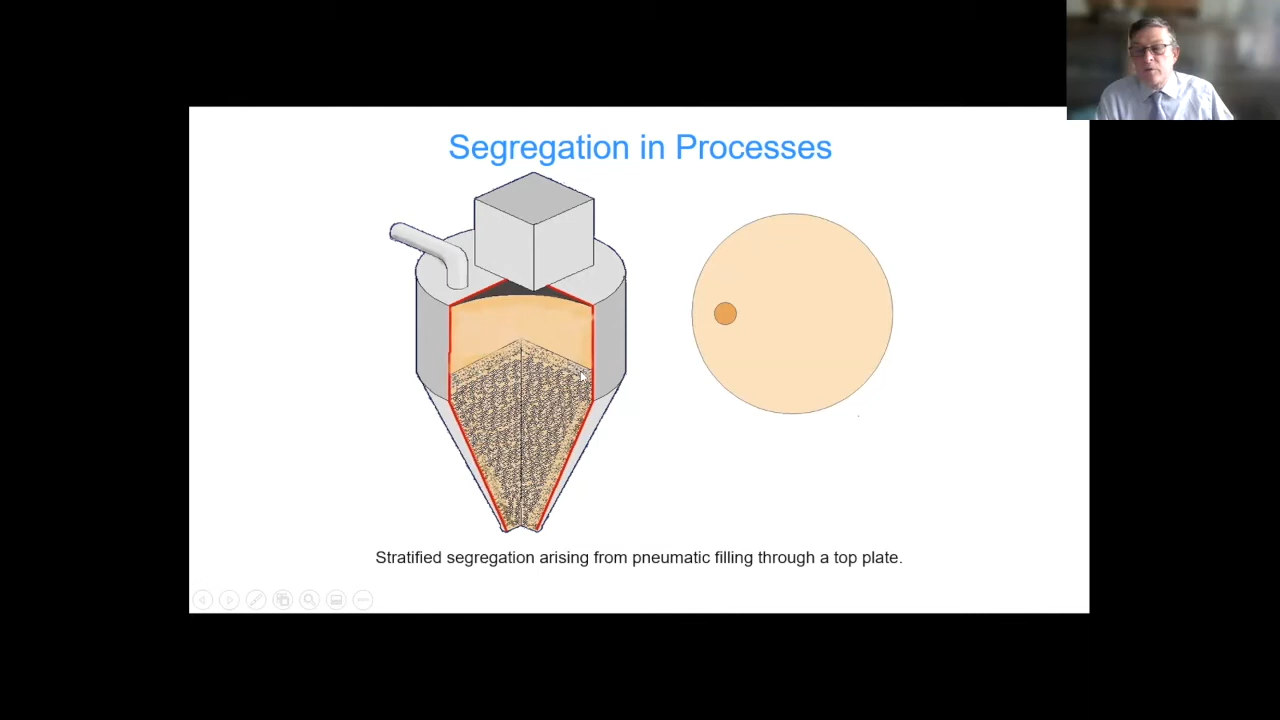 Segregation in Processes
Stratified segregation arising from pneumatic filling through a top plate.